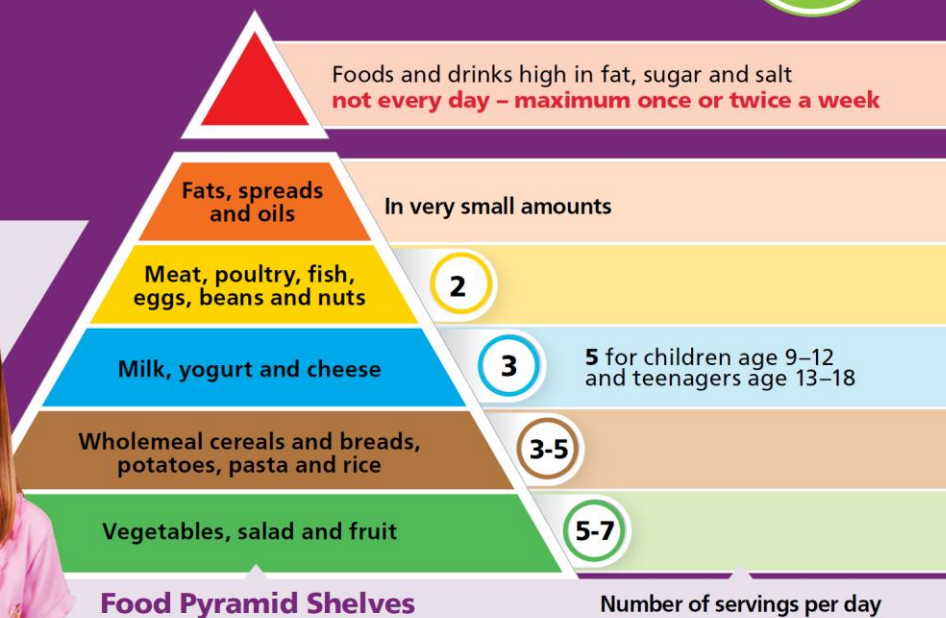 Foods and drinks high in fat, sugar and salt
not every day – maximum once or twice a week
Fats, spreads
and oils
In very small amounts
Meat, poultry, fish,
eggs, beans and nuts
2
Milk, yogurt and cheese
3
5 for children age 9–12
and teenagers age 13–18
Wholemeal cereals and breads,
potatoes, pasta and rice
3-5
Vegetables, salad and fruit
5-7
Food Pyramid Shelves
Number of servings per day